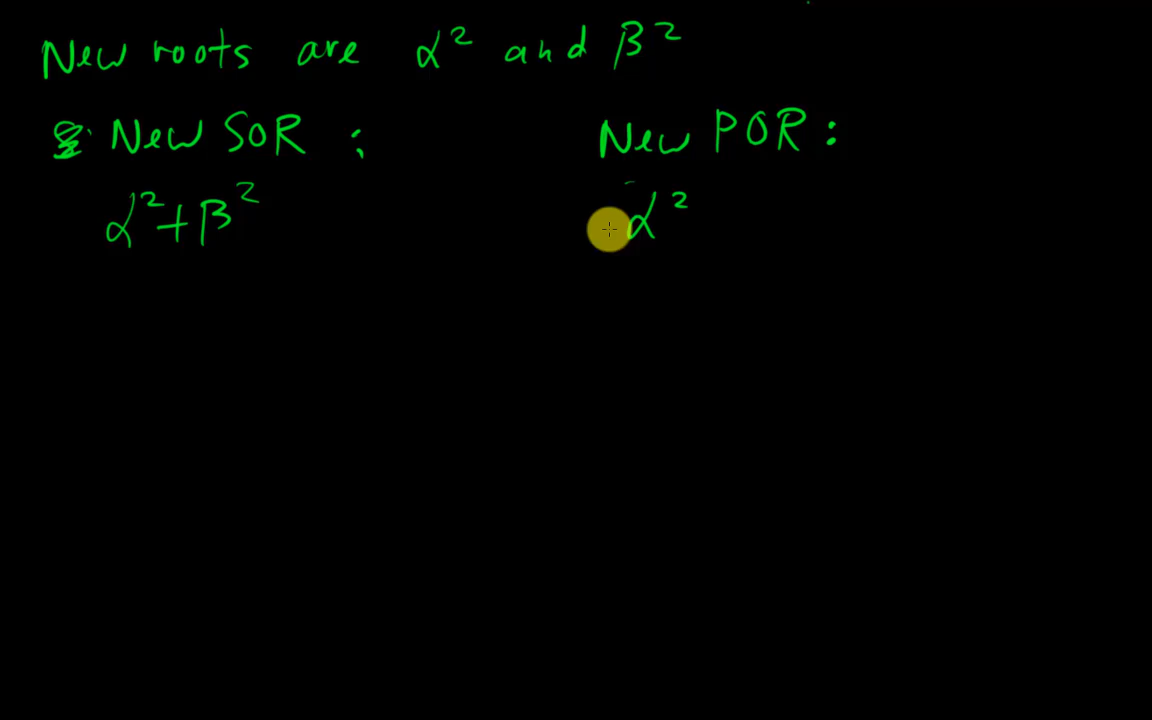 New roots are α² and β²
New SOR :
New POR :
α²+β²
α²